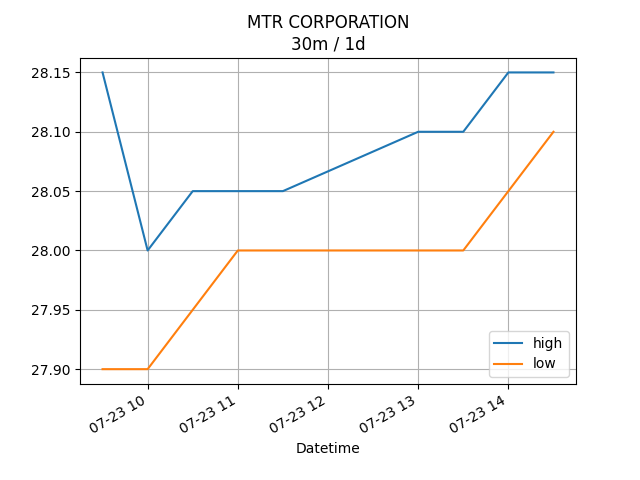 MTR CORPORATION
30m / 1d
28.15
28.10
28.05
28.00
27.95
27.90
high
low
07-23 10
07-23 11
07-23 12
07-23 13
07-23 14
Datetime